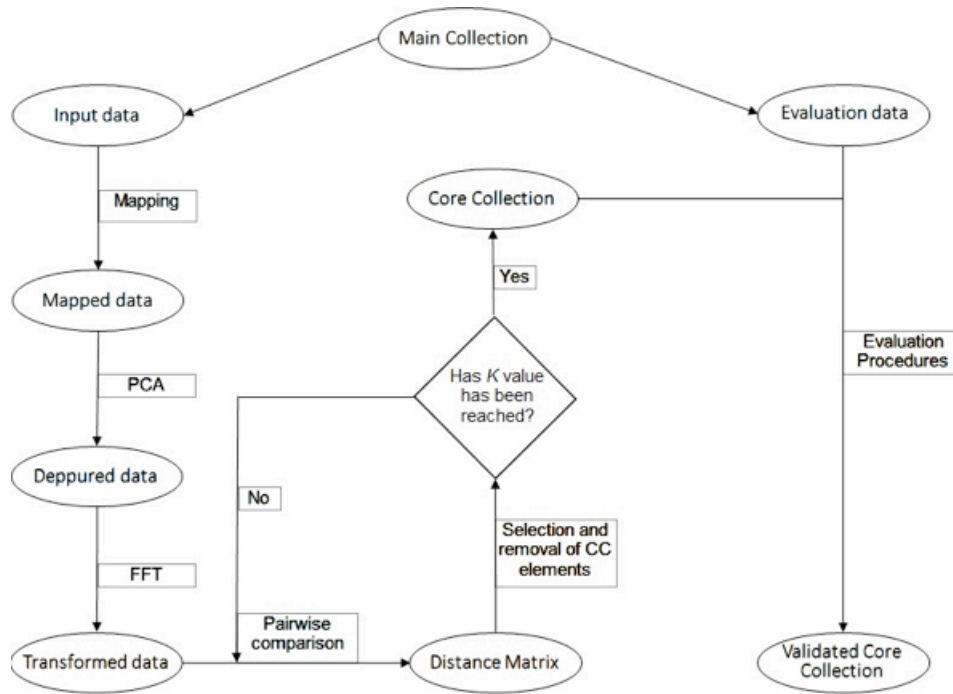 Main Collection
Input data
Evaluation data
Mapping
Core Collection
Yes
Mapped data
Evaluation
Procedures
Has K value
has been
reached?
PCA
Deppured data
No
Selection and
removal of CC
elements
FFT
Pairwise
comparison
Transformed data
Distance Matrix
Validated Core
Collection